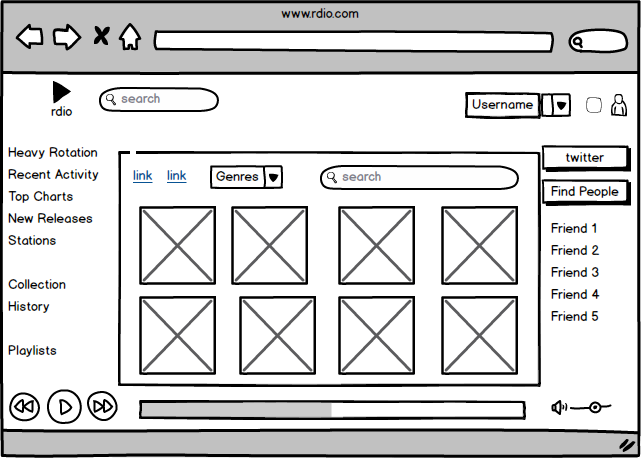 www.rdio.com
rdio
search
Username
Heavy Rotation
Recent Activity
Top Charts
New Releases
Stations
Collection
History
Playlists
link link Genres search
twitter
Find People
Friend 1
Friend 2
Friend 3
Friend 4
Friend 5